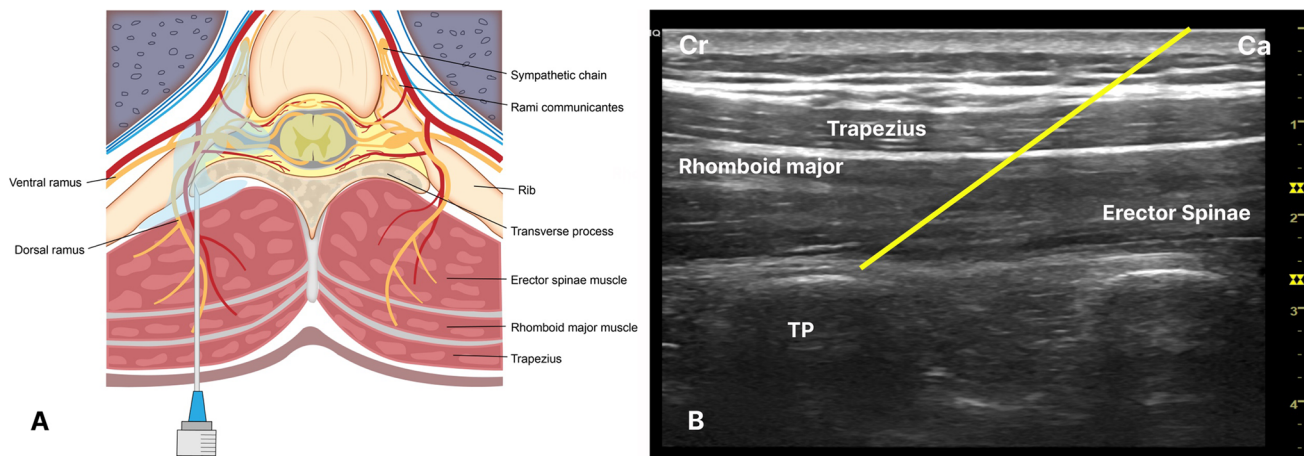 Sympathetic chain
Rami communicantes
Ventral ramus
Rib
Dorsal ramus
Transverse process
Erector spinae muscle
Rhomboid major muscle
Trapezius
A
Cr
Ca
1
Trapezius
Rhomboid major
Erector Spinae
2
3
TP
4
B